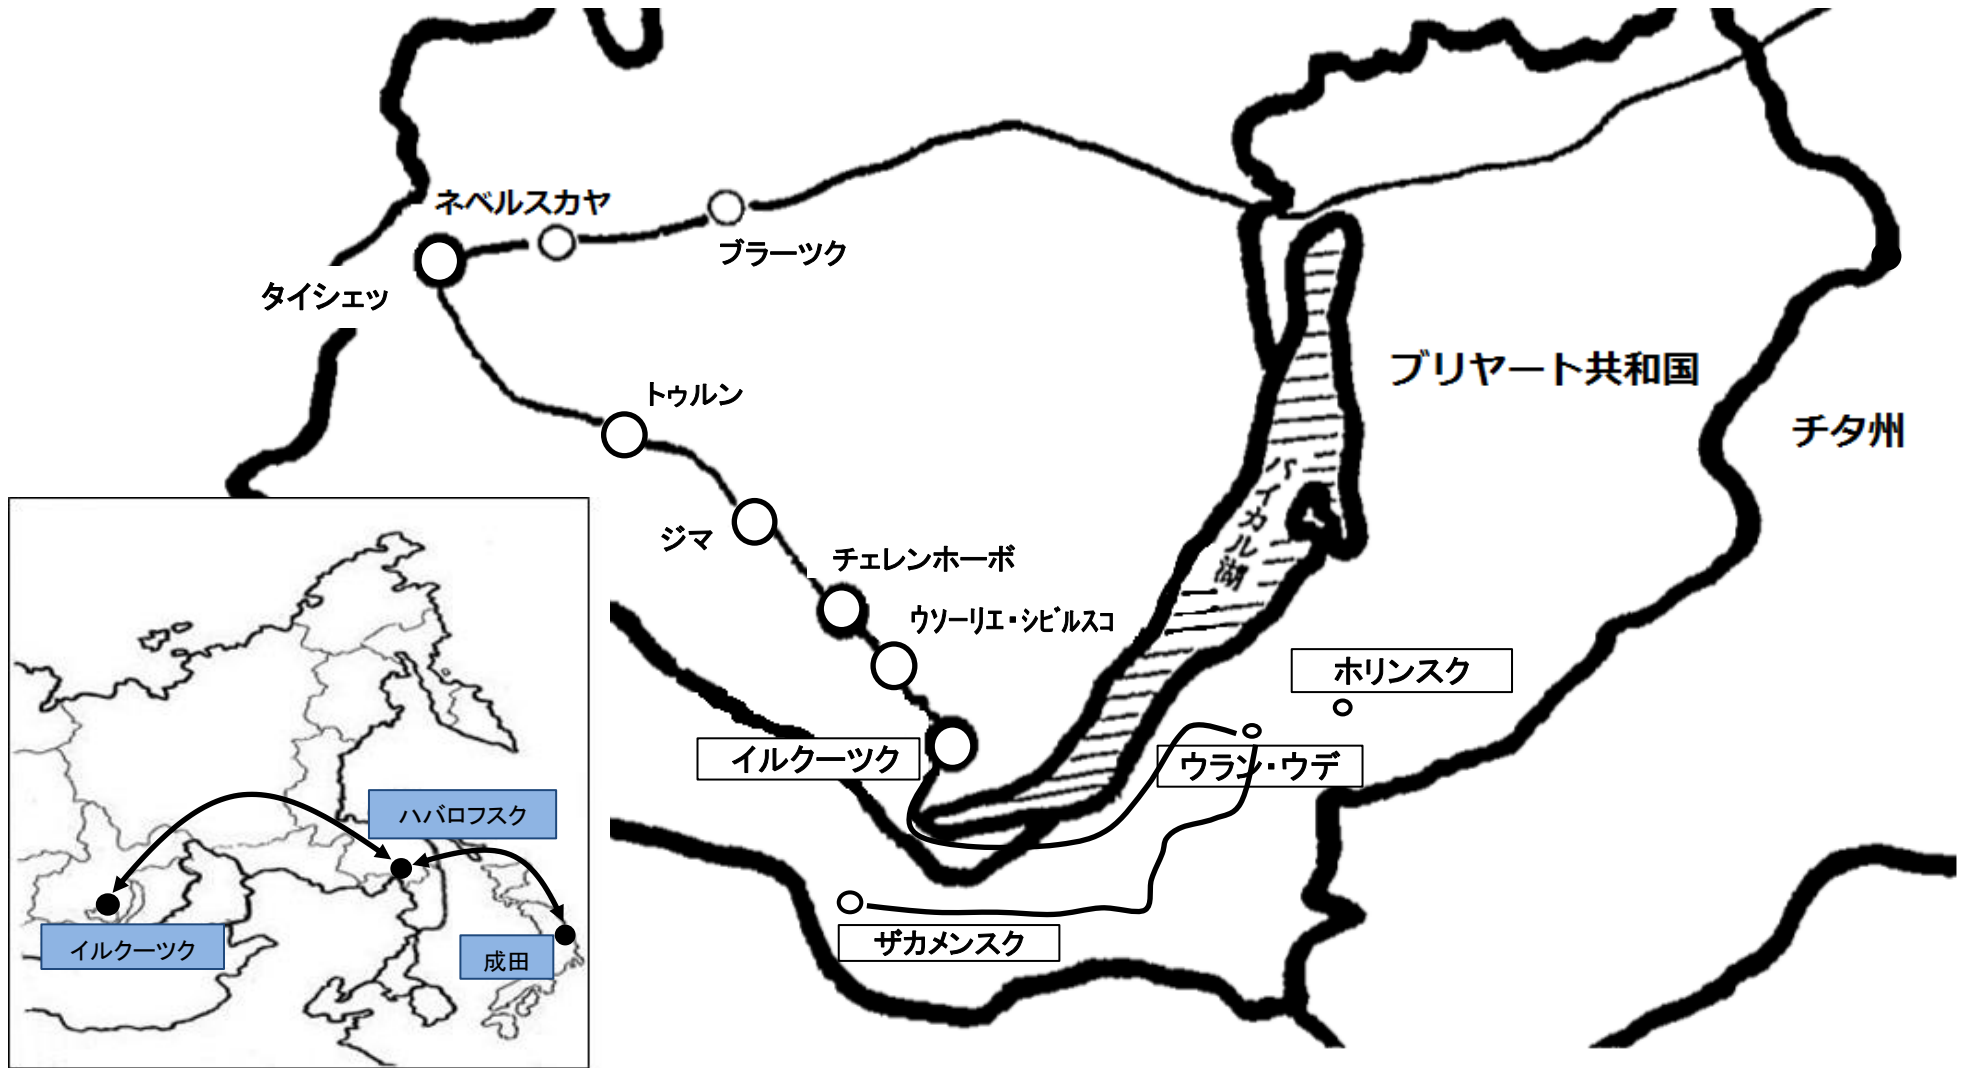 ネベルスカヤ
ブラーツク
タイシェッ
ブリヤート共和国
トゥルン
チタ州
バイカル湖
ジマ
チェレンホーボ
ウソーリエ・シビルスコ
ホリンスク
イルクーツク
ウラン・ウデ
ザカメンスク
ハバロフスク
イルクーツク
成田